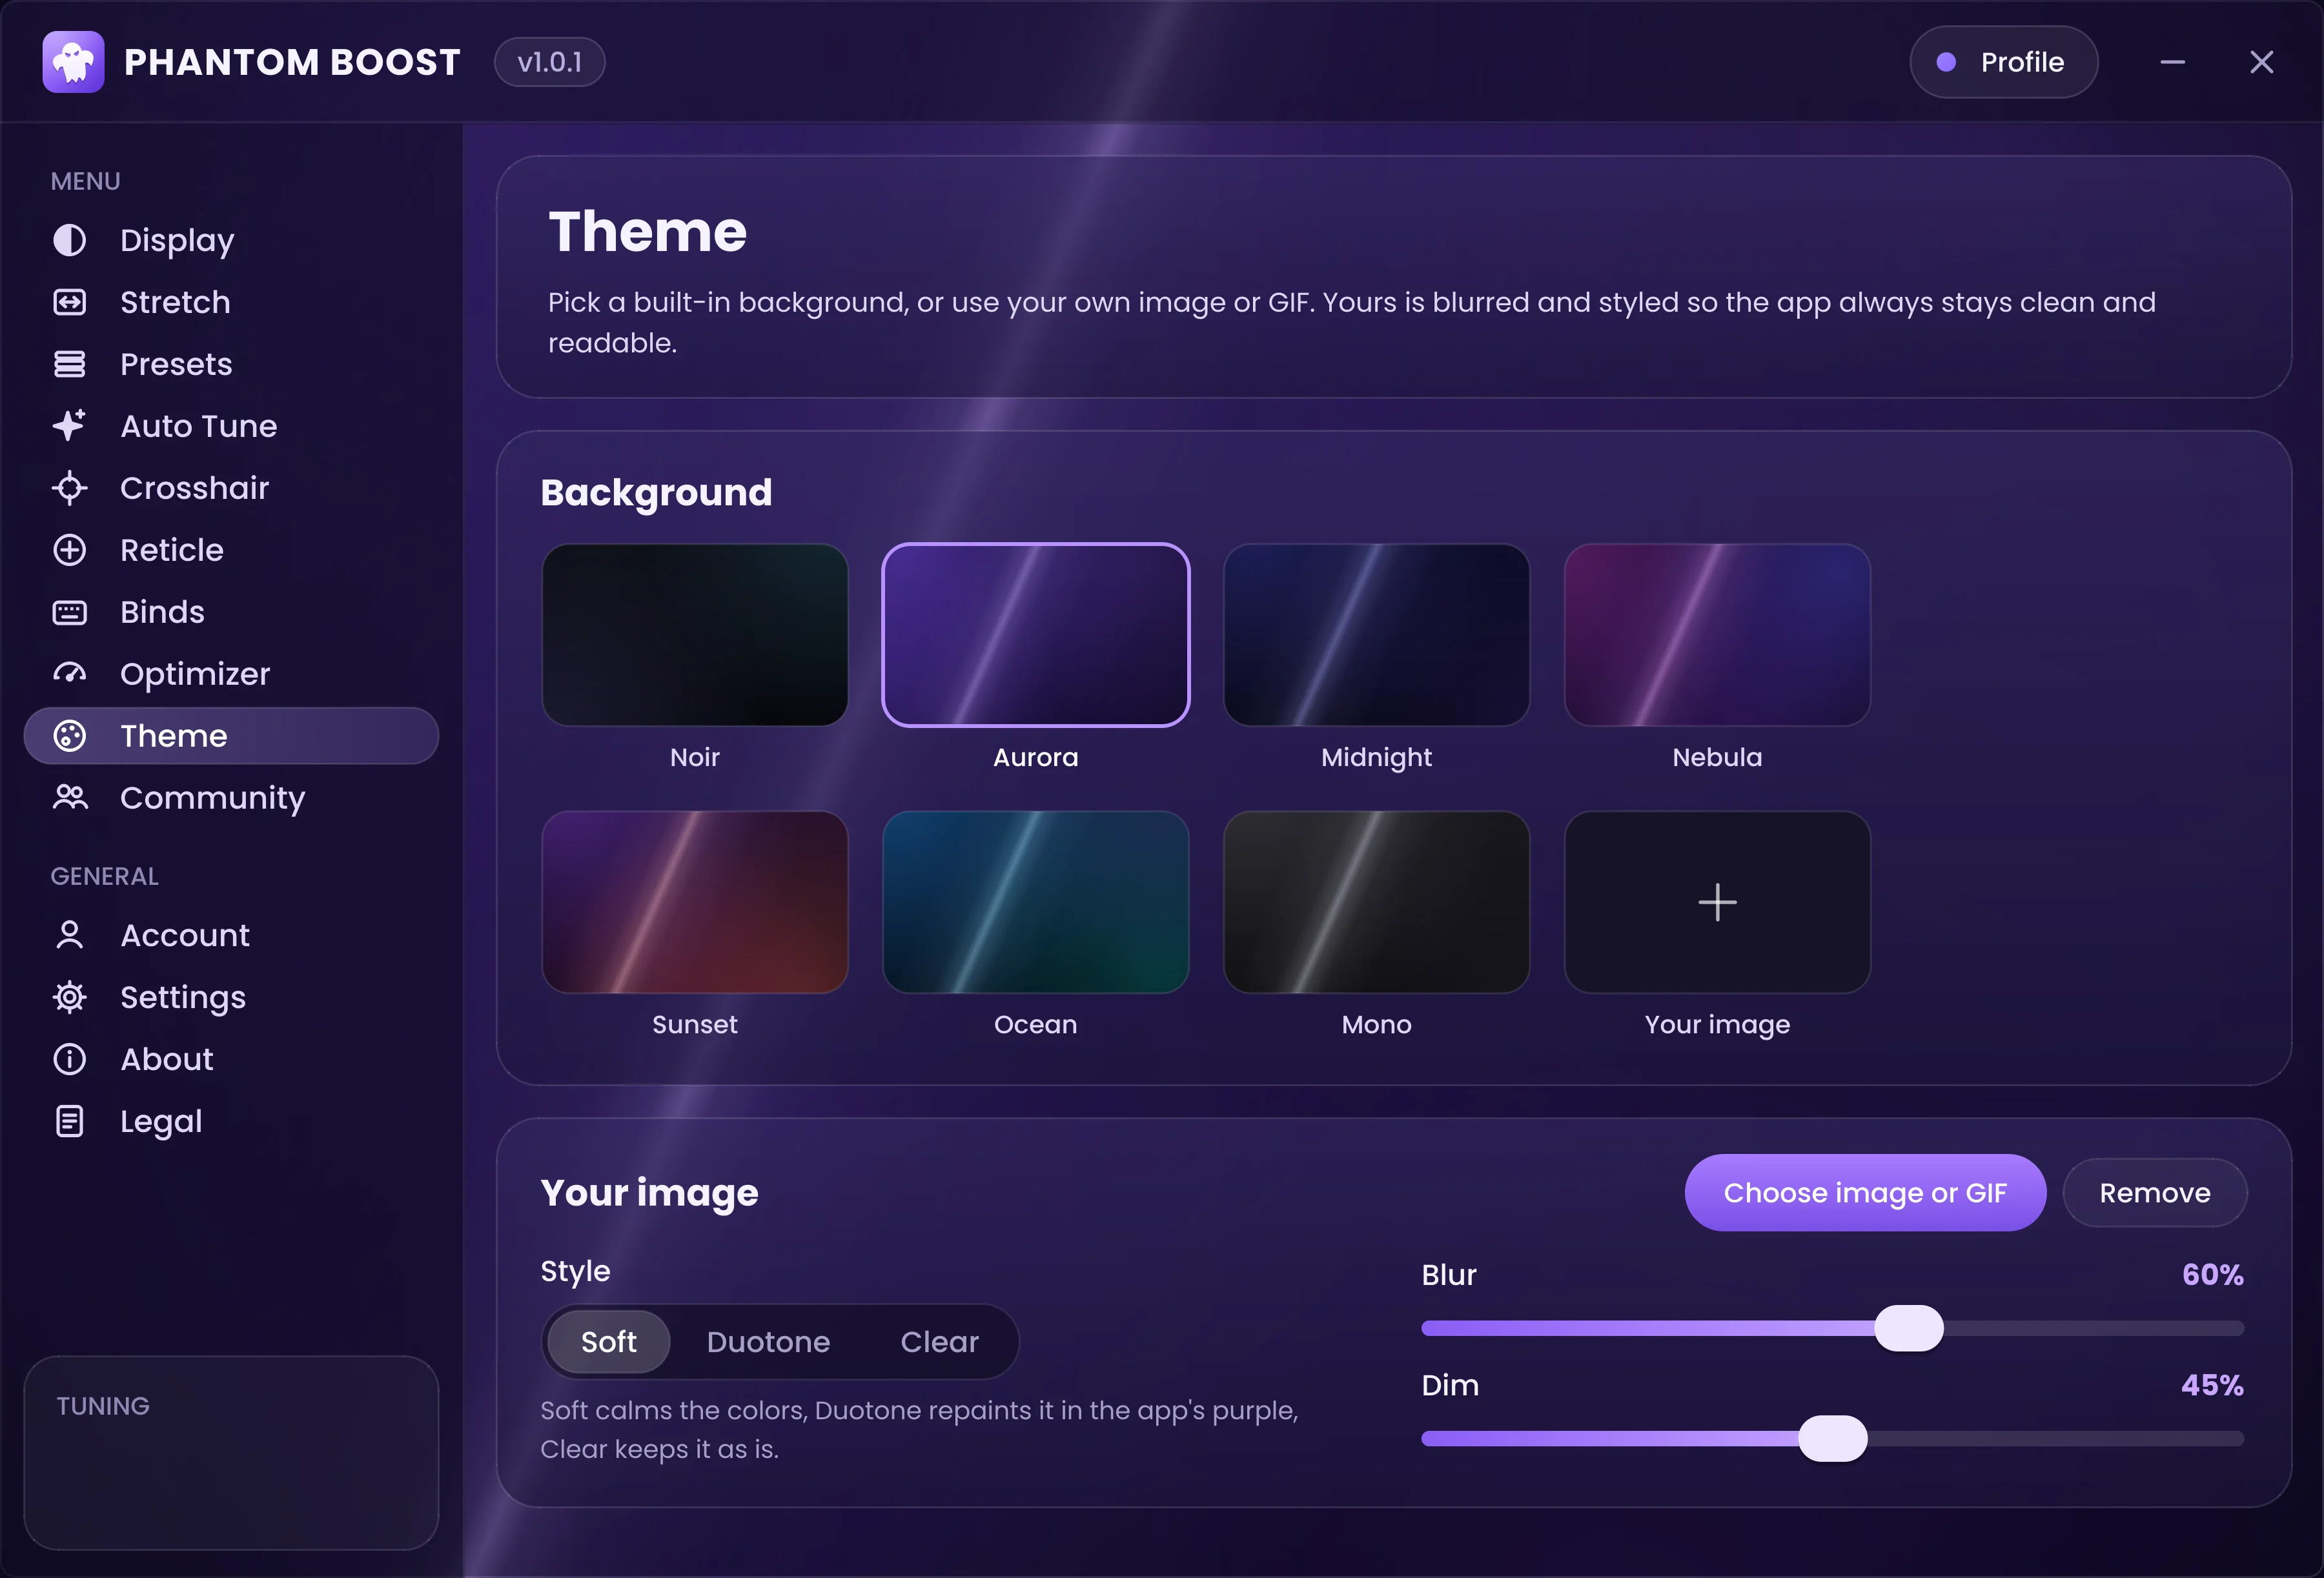 PHANTOM BOOST
v1.0.1
Profile
MENU
Display
Stretch
Presets
Auto Tune
Crosshair
Reticle
Binds
Optimizer
Theme
Community
GENERAL
Account
Settings
About
Legal
TUNING
Theme
Pick a built-in background, or use your own image or GIF. Yours is blurred and styled so the app always stays clean and
readable.
Background
Noir
Aurora
Midnight
Nebula
Sunset
Ocean
Mono
Your image
Your image
Choose image or GIF
Remove
Style
Soft
Duotone
Clear
Soft calms the colors, Duotone repaints it in the app's purple,
Clear keeps it as is.
Blur
60%
Dim
45%